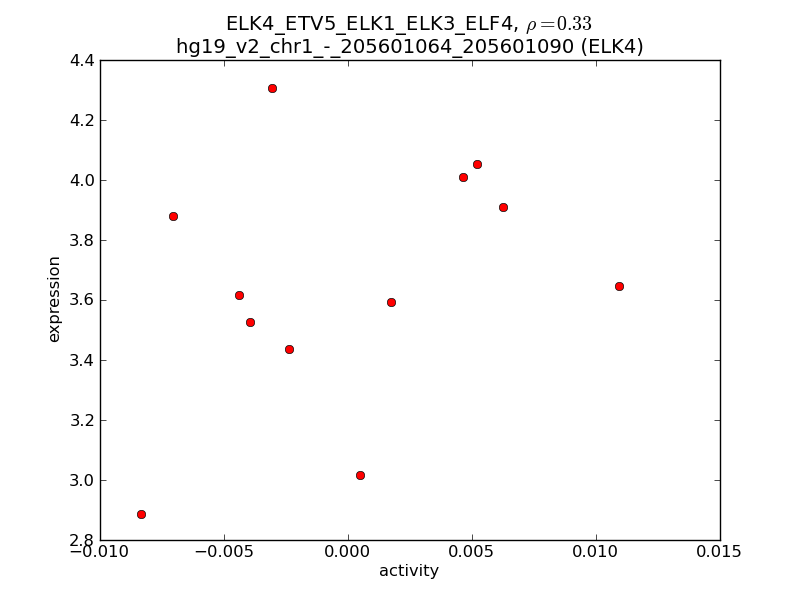 ELK4_ETV5_ELK1_ELK3_ELF4, ρ = 0.33
hg19_v2_chr1_-_205601064_205601090 (ELK4)
4.4
4.2
4.0
3.8
3.6
3.4
3.2
3.0
2.8
expression
−0.010 −0.005 0.000 0.005 0.010 0.015
activity